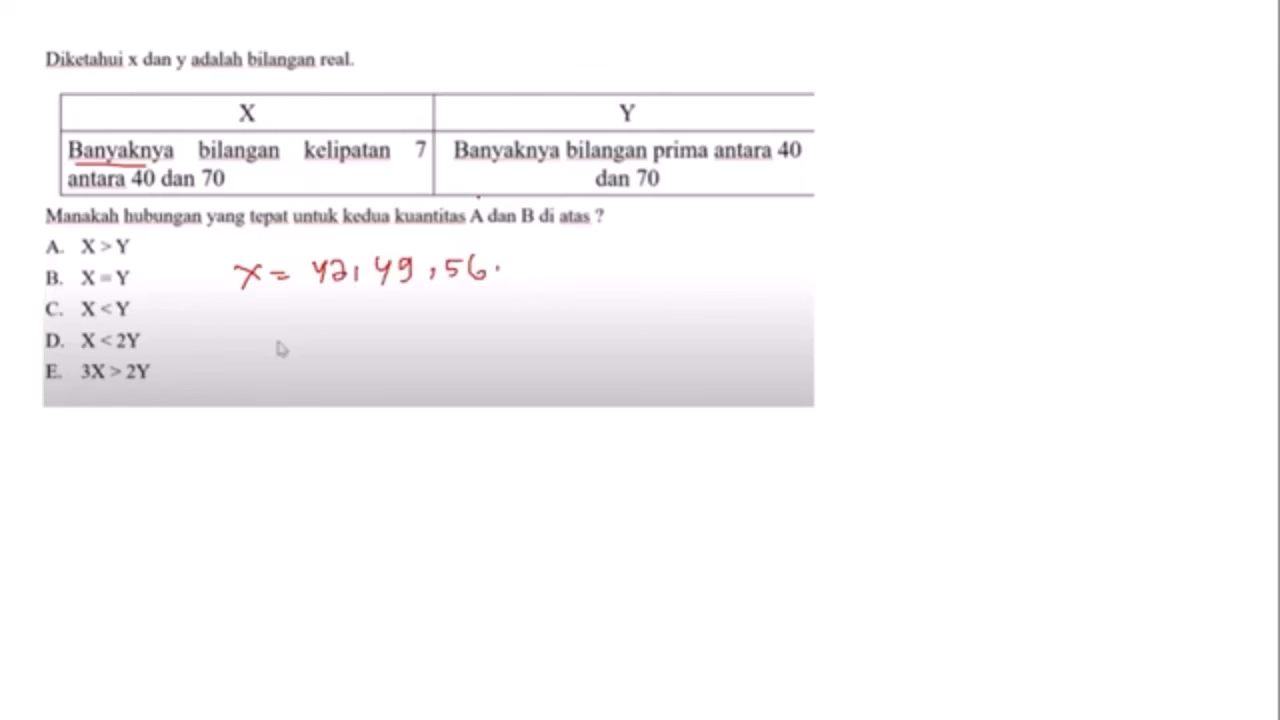 Diketahui x dan y adalah bilangan real.
X
Y
Banyaknya bilangan kelipatan 7
antara 40 dan 70
Banyaknya bilangan prima antara 40
dan 70
Manakah hubungan yang tepat untuk kedua kuantitas A dan B di atas ?
A. X > Y
B. X = Y
C. X < Y
D. X < 2Y
E. 3X > 2Y
x = 42, 49, 56.